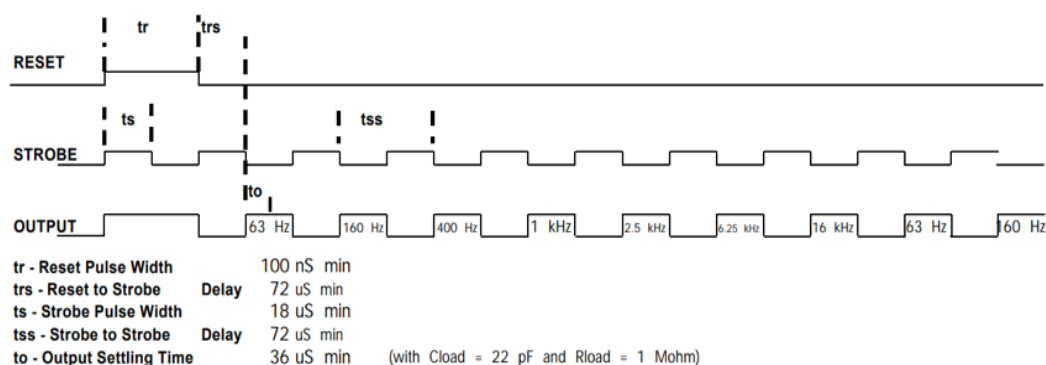 tr trs
RESET
ts tss
STROBE
to
OUTPUT 63 Hz 160 Hz 400 Hz 1 kHz 2.5 kHz 6.25 kHz 16 kHz 63 Hz 160 Hz
tr - Reset Pulse Width 100 nS min
trs - Reset to Strobe Delay 72 uS min
ts - Strobe Pulse Width 18 uS min
tss - Strobe to Strobe Delay 72 uS min
to - Output Settling Time 36 uS min (with Cload = 22 pF and Rload = 1 Mohm)